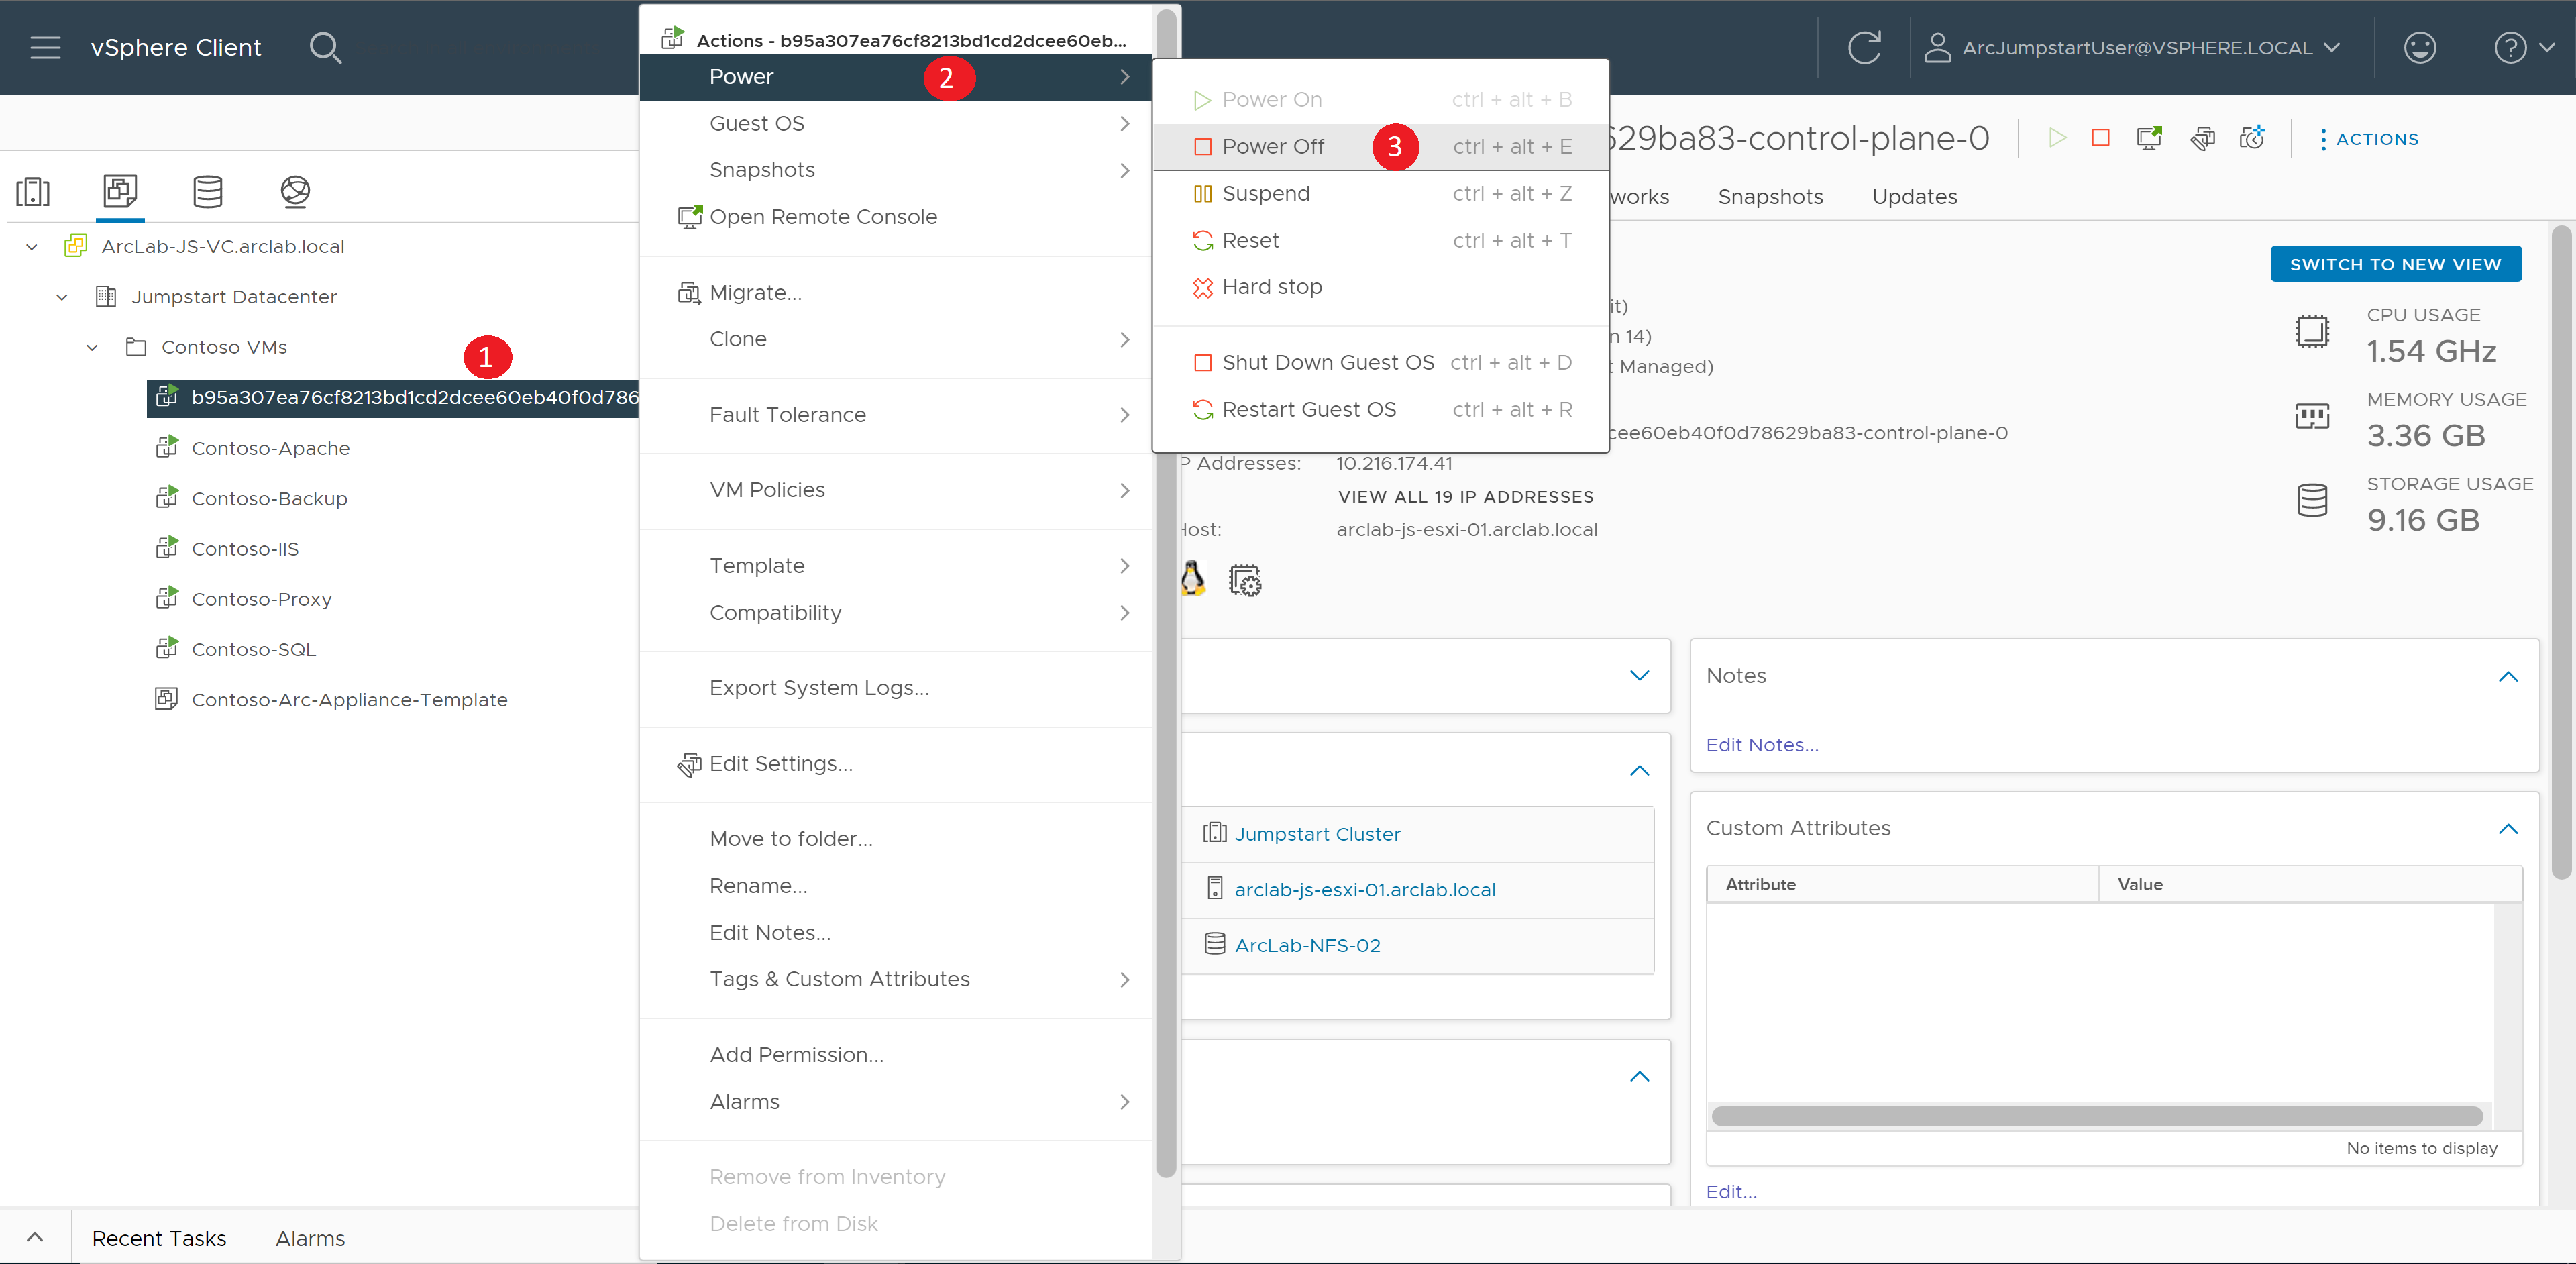 vSphere Client
ArcJumpstartUser@VSPHERE.LOCAL
ArcLab-JS-VC.arclab.local
Jumpstart Datacenter
Contoso VMs
1
b95a307ea76cf8213bd1cd2dcee60eb40f0d786
Contoso-Apache
Contoso-Backup
Contoso-IIS
Contoso-Proxy
Contoso-SQL
Contoso-Arc-Appliance-Template
Actions - b95a307ea76cf8213bd1cd2dcee60eb...
Power 2
Guest OS
Snapshots
Open Remote Console
Migrate...
Clone
Fault Tolerance
VM Policies
Template
Compatibility
Export System Logs...
Edit Settings...
Move to folder...
Rename...
Edit Notes...
Tags & Custom Attributes
Add Permission...
Alarms
Remove from Inventory
Delete from Disk
Power On ctrl + alt + B
Power Off 3 ctrl + alt + E
Suspend ctrl + alt + Z
Reset ctrl + alt + T
Hard stop
Shut Down Guest OS ctrl + alt + D
Restart Guest OS ctrl + alt + R
629ba83-control-plane-0
ACTIONS
works Snapshots Updates
it)
n 14)
Managed)
cee60eb40f0d78629ba83-control-plane-0
P Addresses: 10.216.174.41
VIEW ALL 19 IP ADDRESSES
Host: arclab-js-esxi-01.arclab.local
SWITCH TO NEW VIEW
CPU USAGE
1.54 GHz
MEMORY USAGE
3.36 GB
STORAGE USAGE
9.16 GB
Jumpstart Cluster
arclab-js-esxi-01.arclab.local
ArcLab-NFS-02
Notes
Edit Notes...
Custom Attributes
Attribute Value
No items to display
Edit...
Recent Tasks Alarms